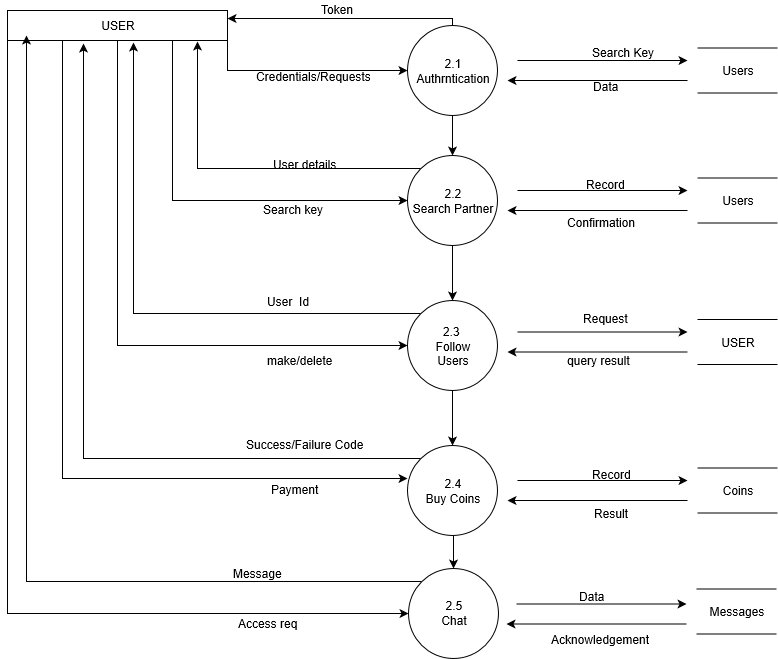 Token
USER
Search Key
2.1
Authrntication
Users
Credentials/Requests
Data
User details
Record
2.2
Search Partner
Users
Search key
Confirmation
User Id
Request
2.3
Follow
Users
USER
make/delete
query result
Success/Failure Code
Record
2.4
Buy Coins
Coins
Payment
Result
Message
Data
2.5
Chat
Messages
Access req
Acknowledgement